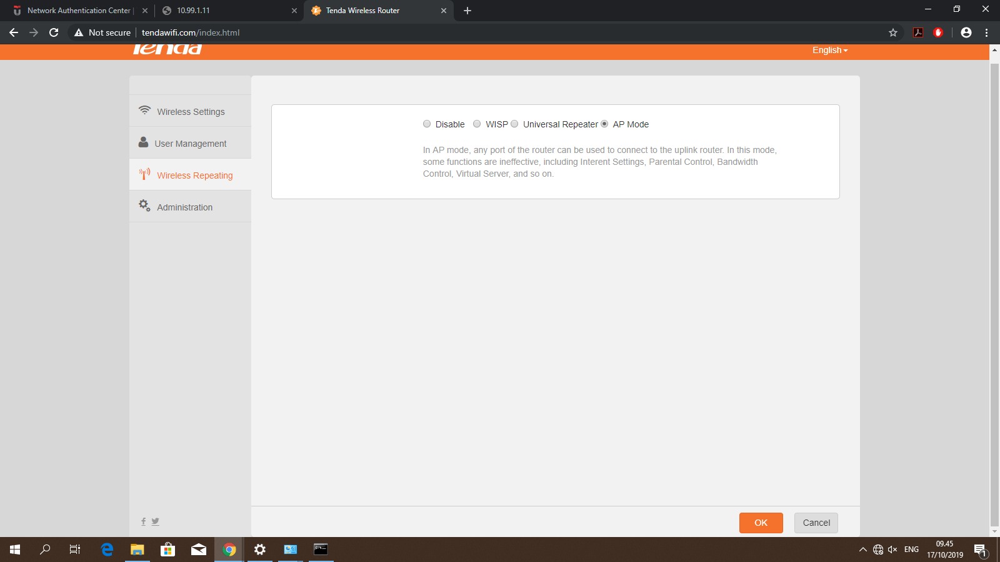 Network Authentication Center |
10.99.1.11
Tenda Wireless Router
Not secure
tendawifi.com/index.html
Tenda
English
Wireless Settings
User Management
Wireless Repeating
Administration
Disable
WISP
Universal Repeater
AP Mode
In AP mode, any port of the router can be used to connect to the uplink router. In this mode,
some functions are ineffective, including Interent Settings, Parental Control, Bandwidth
Control, Virtual Server, and so on.
OK
Cancel
ENG
09.45
17/10/2019
1